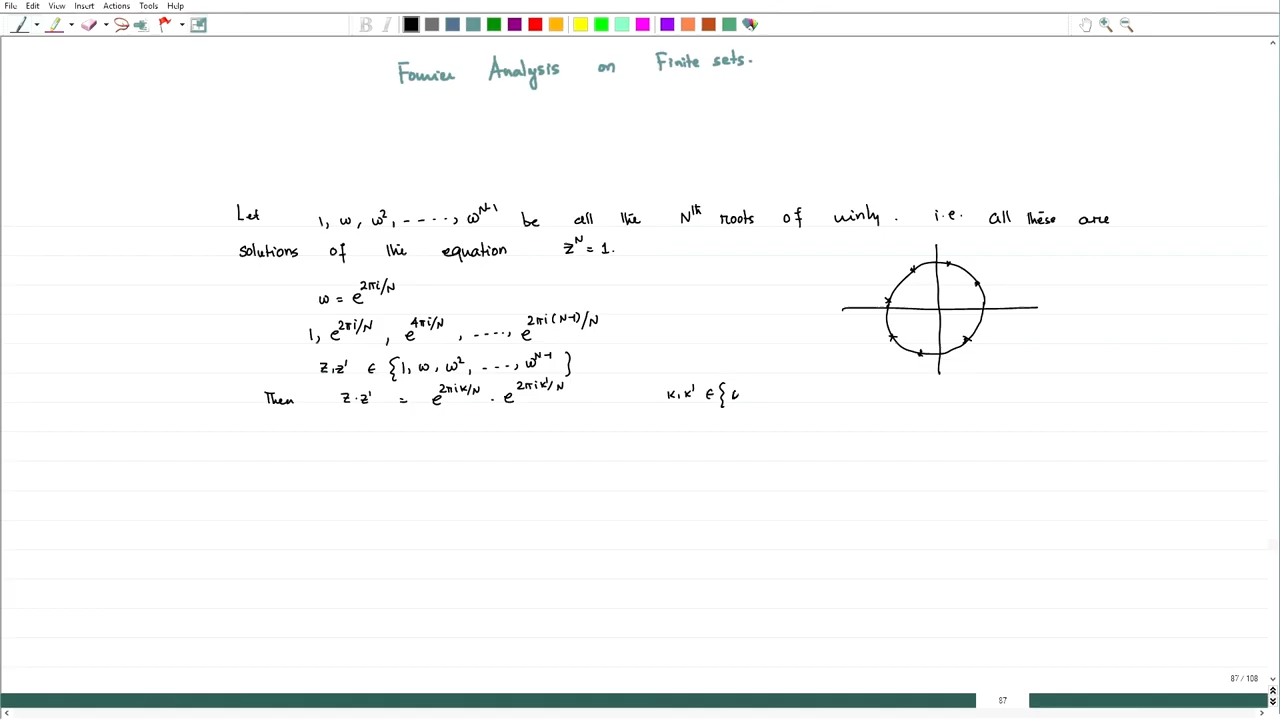 File Edit View Insert Actions Tools Help
B I
Fourier Analysis on Finite sets.
Let 1, ω, ω², ‑ ‑ ‑ ‑, ω^{N-1} be all the N^{th} roots of unity. i.e. all these are
solutions of the equation z^N = 1.
ω = e^{2πi/N}
1, e^{2πi/N}, e^{4πi/N}, ‑ ‑ ‑ ‑, e^{2πi(N-1)/N}
z, z' ∈ {1, ω, ω², ‑ ‑ ‑, ω^{N-1}}
Then z·z' = e^{2πik/N} · e^{2πik'/N} k, k' ∈ {
87 / 108
87